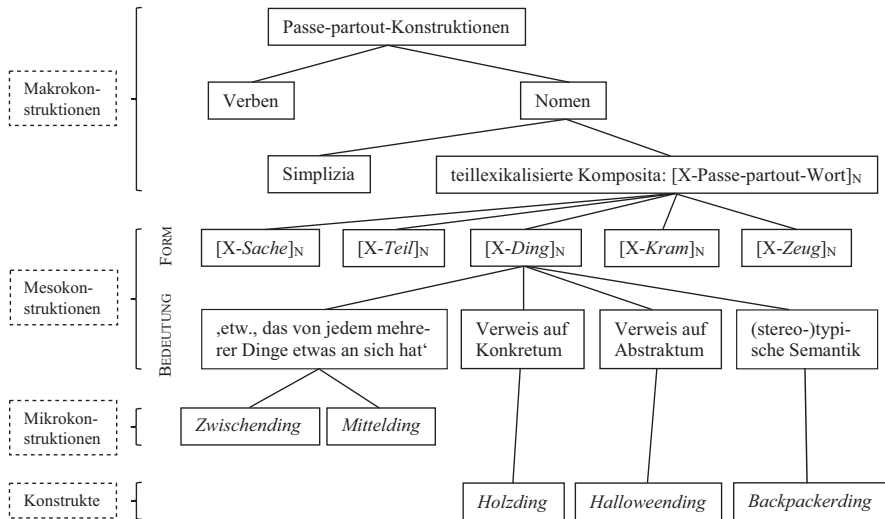 Passe-partout-Konstruktionen
Makrokon-
struktionen
Verben
Nomen
Simplizia
teillexikalisierte Komposita: [X-Passe-partout-Wort]N
Mesokon-
struktionen
FORM
[X-Sache]N
[X-Teil]N
[X-Ding]N
[X-Kram]N
[X-Zeug]N
BEDEUTUNG
‚etw., das von jedem mehre-
rer Dinge etwas an sich hat‘
Verweis auf
Konkretum
Verweis auf
Abstraktum
(stereo-)typi-
sche Semantik
Mikrokon-
struktionen
Zwischending
Mittelding
Konstrukte
Holzding
Halloweending
Backpackerding